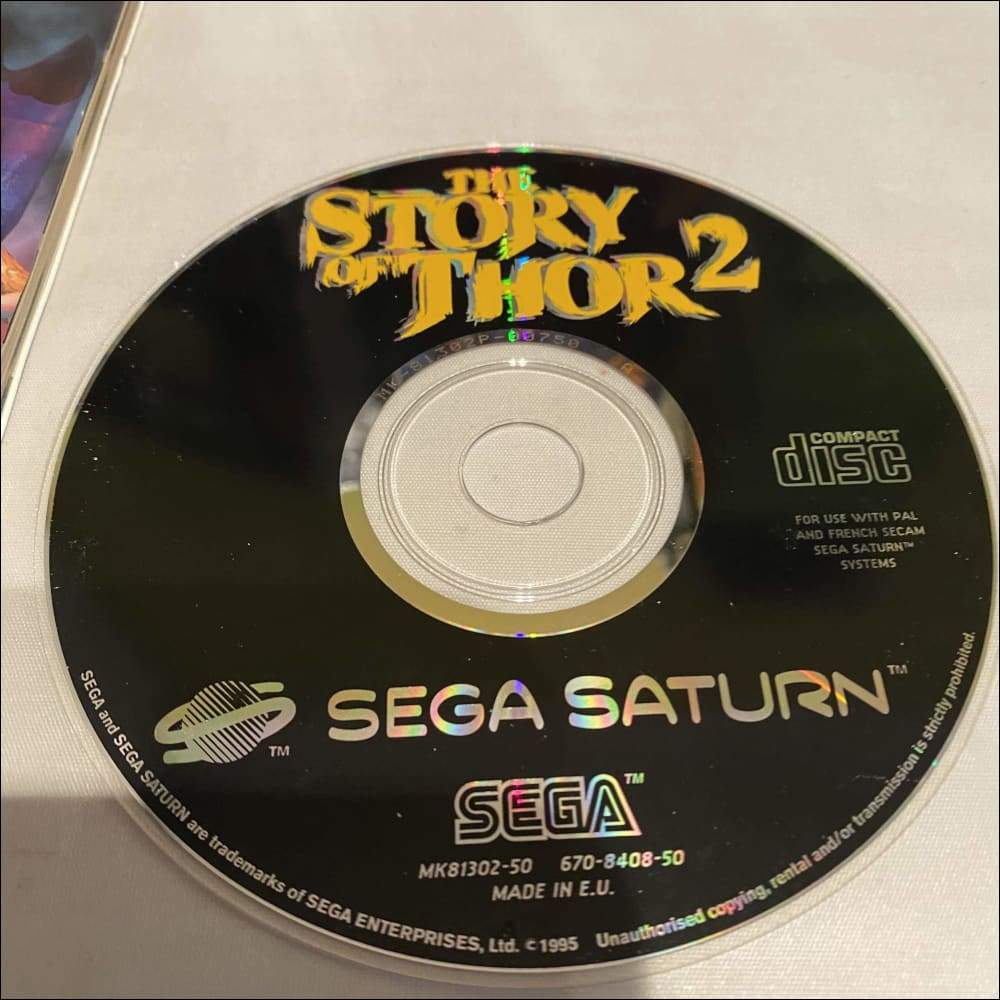 THE
STORY
OF THOR 2
MK-81302P-00750 A
COMPACT
disc
FOR USE WITH PAL
AND FRENCH SECAM
SEGA SATURN™
SYSTEMS
SEGA SATURN™
TM
SEGA™
MK81302-50 670-8408-50
MADE IN E.U.
SEGA and SEGA SATURN are trademarks of SEGA ENTERPRISES, Ltd. © 1995 Unauthorised copying, rental and/or transmission is strictly prohibited.